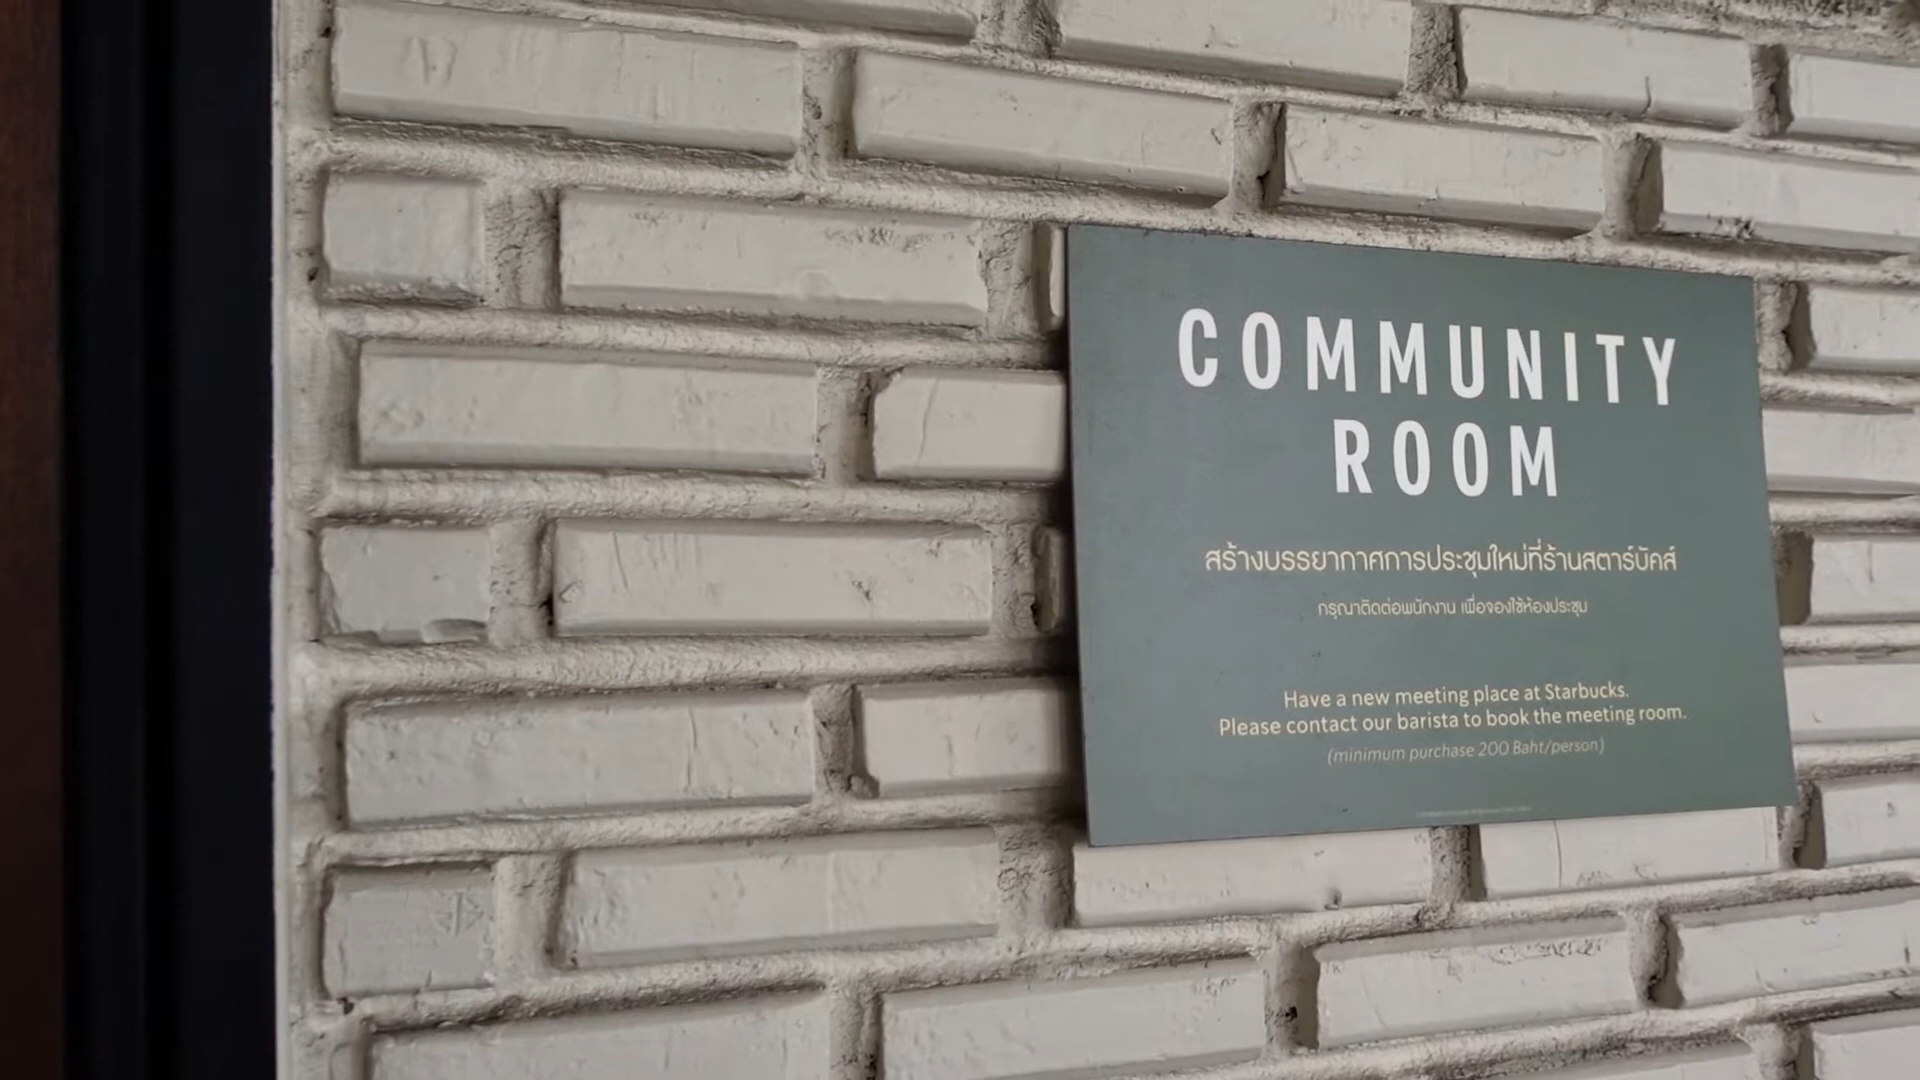 COMMUNITY
ROOM
สร้างบรรยากาศการประชุมใหม่ที่ร้านสตาร์บัคส์
กรุณาติดต่อพนักงาน เพื่อจองใช้ห้องประชุม
Have a new meeting place at Starbucks.
Please contact our barista to book the meeting room.
(minimum purchase 200 Baht/person)